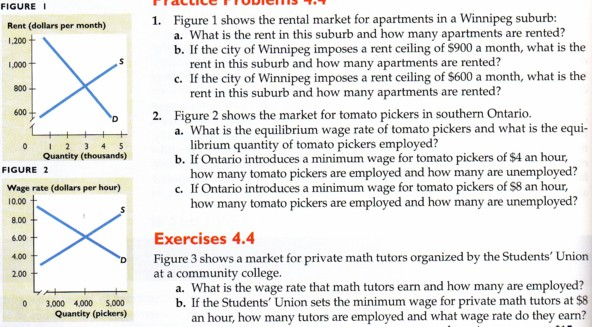 FIGURE 1
Rent (dollars per month)
1,200
1,000
800
600
S
D
0 1 2 3 4 5
Quantity (thousands)
FIGURE 2
Wage rate (dollars per hour)
10.00
8.00
6.00
4.00
2.00
S
D
0 3,000 4,000 5,000
Quantity (pickers)
Practice Problems 4.4
1. Figure 1 shows the rental market for apartments in a Winnipeg suburb:
a. What is the rent in this suburb and how many apartments are rented?
b. If the city of Winnipeg imposes a rent ceiling of $900 a month, what is the
rent in this suburb and how many apartments are rented?
c. If the city of Winnipeg imposes a rent ceiling of $600 a month, what is the
rent in this suburb and how many apartments are rented?
2. Figure 2 shows the market for tomato pickers in southern Ontario.
a. What is the equilibrium wage rate of tomato pickers and what is the equi-
librium quantity of tomato pickers employed?
b. If Ontario introduces a minimum wage for tomato pickers of $4 an hour,
how many tomato pickers are employed and how many are unemployed?
c. If Ontario introduces a minimum wage for tomato pickers of $8 an hour,
how many tomato pickers are employed and how many are unemployed?
Exercises 4.4
Figure 3 shows a market for private math tutors organized by the Students' Union
at a community college.
a. What is the wage rate that math tutors earn and how many are employed?
b. If the Students' Union sets the minimum wage for private math tutors at $8
an hour, how many tutors are employed and what wage rate do they earn?